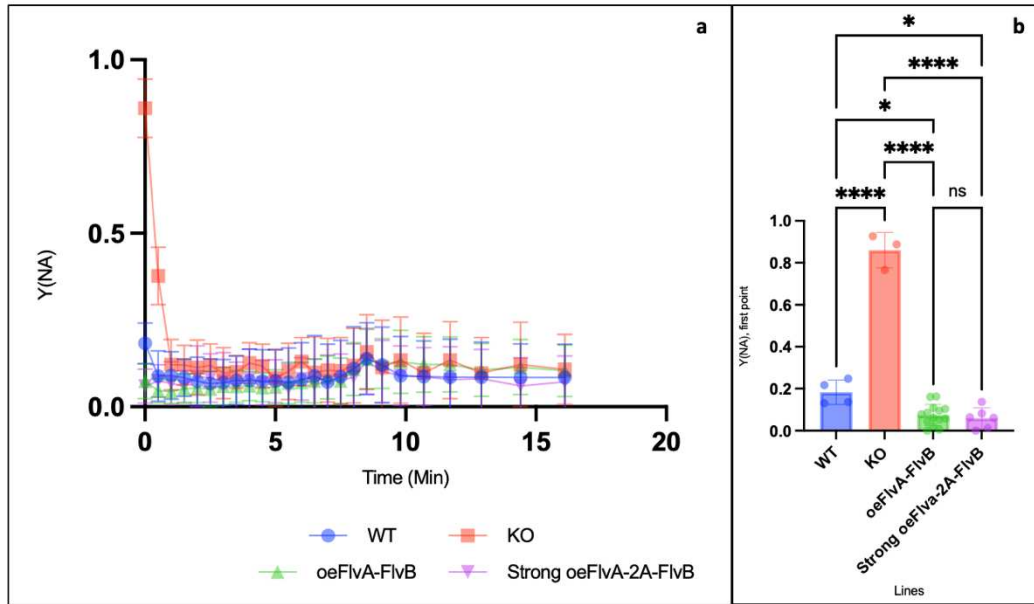 a
1.0
0.5
0.0
Y(NA)
0
5
10
15
20
Time (Min)
WT
KO
oeFlvA-FlvB
Strong oeFlvA-2A-FlvB
b
*
****
*
****
****
ns
1.0
0.8
0.6
0.4
0.2
0.0
Y(NA), first point
WT
KO
oeFlvA-FlvB
Strong oeFlva-2A-FlvB
Lines